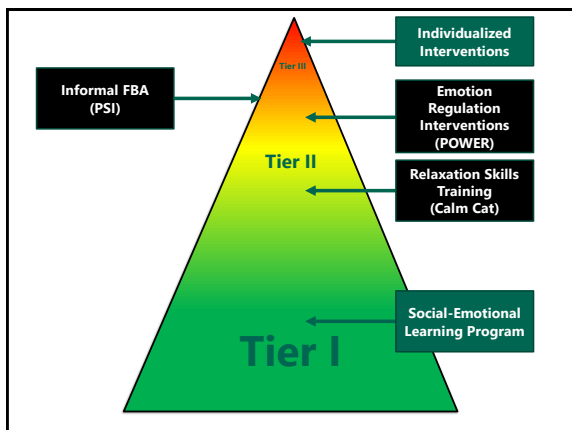 Individualized
Interventions
Tier III
Informal FBA
(PSI)
Emotion
Regulation
Interventions
(POWER)
Tier II
Relaxation Skills
Training
(Calm Cat)
Social-Emotional
Learning Program
Tier I